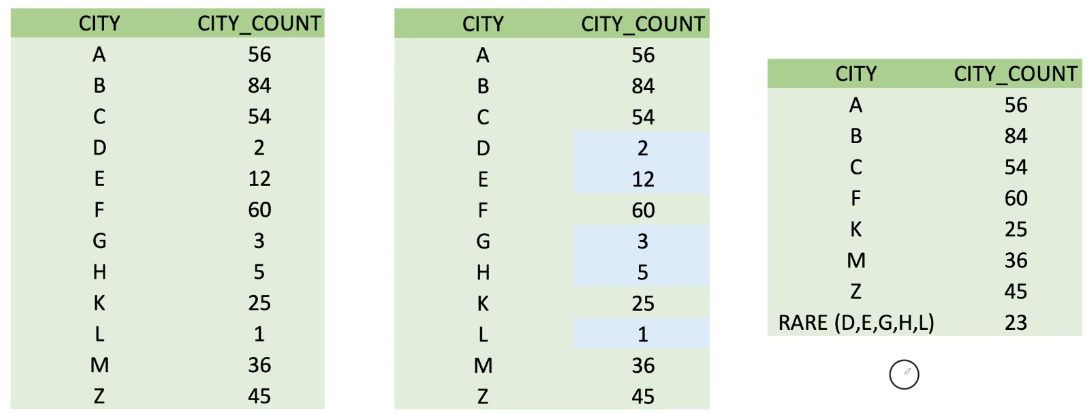 CITY CITY_COUNT
A 56
B 84
C 54
D 2
E 12
F 60
G 3
H 5
K 25
L 1
M 36
Z 45
CITY CITY_COUNT
A 56
B 84
C 54
D 2
E 12
F 60
G 3
H 5
K 25
L 1
M 36
Z 45
CITY CITY_COUNT
A 56
B 84
C 54
F 60
K 25
M 36
Z 45
RARE (D,E,G,H,L) 23